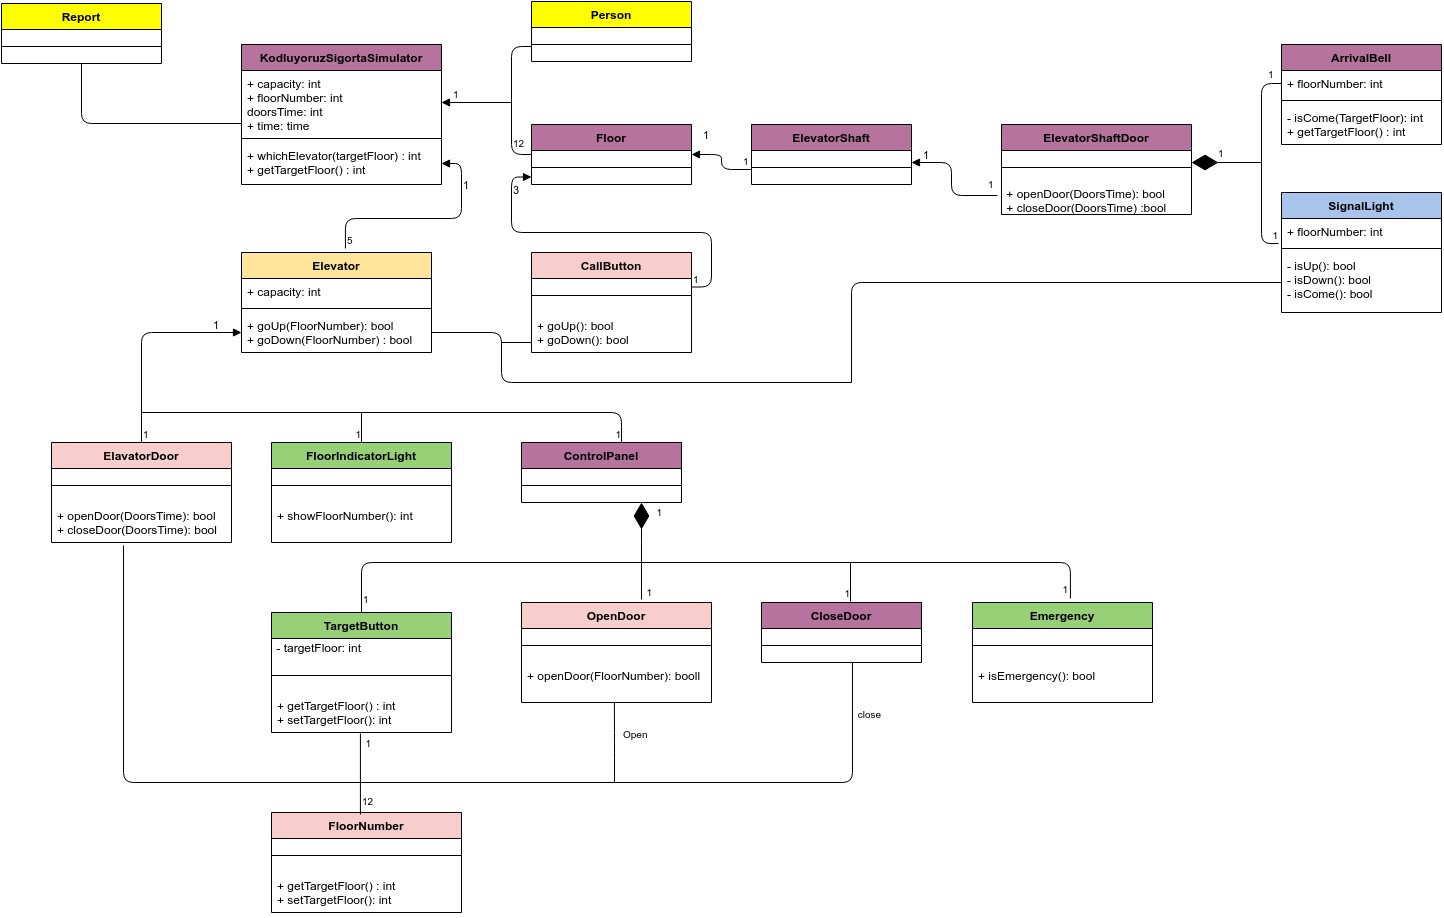 Report
Person
KodluyoruzSigortaSimulator
+ capacity: int
+ floorNumber: int
doorsTime: int
+ time: time
+ whichElevator(targetFloor) : int
+ getTargetFloor() : int
1
12
Floor
1
1
ElevatorShaft
1
1
ElevatorShaftDoor
+ openDoor(DoorsTime): bool
+ closeDoor(DoorsTime) :bool
1
1
ArrivalBell
+ floorNumber: int
- isCome(TargetFloor): int
+ getTargetFloor() : int
1
SignalLight
+ floorNumber: int
- isUp(): bool
- isDown(): bool
- isCome(): bool
1
5
3
Elevator
+ capacity: int
+ goUp(FloorNumber): bool
+ goDown(FloorNumber) : bool
CallButton
1
+ goUp(): bool
+ goDown(): bool
1
1
1
1
ElavatorDoor
+ openDoor(DoorsTime): bool
+ closeDoor(DoorsTime): bool
FloorIndicatorLight
+ showFloorNumber(): int
ControlPanel
1
1
1
1
1
TargetButton
- targetFloor: int
+ getTargetFloor() : int
+ setTargetFloor(): int
OpenDoor
+ openDoor(FloorNumber): booll
CloseDoor
Emergency
+ isEmergency(): bool
Open
close
1
12
FloorNumber
+ getTargetFloor() : int
+ setTargetFloor(): int